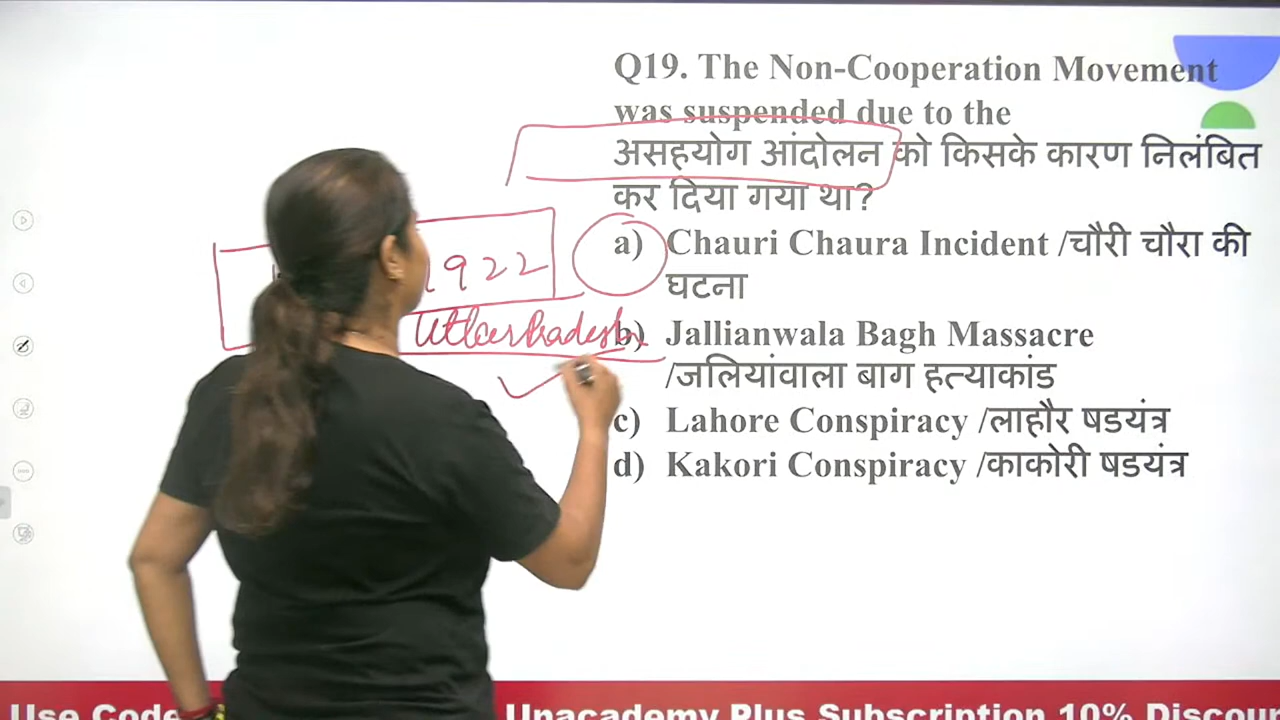 Q19. The Non-Cooperation Movement
was suspended due to the
असहयोग आंदोलन को किसके कारण निलंबित
कर दिया गया था?
a) Chauri Chaura Incident /चौरी चौरा की
घटना
b) Jallianwala Bagh Massacre
/जलियांवाला बाग हत्याकांड
c) Lahore Conspiracy /लाहौर षडयंत्र
d) Kakori Conspiracy /काकोरी षडयंत्र
1922
Uttar Pradesh
Use Code
Unacademy Plus Subscription 10% Discoun